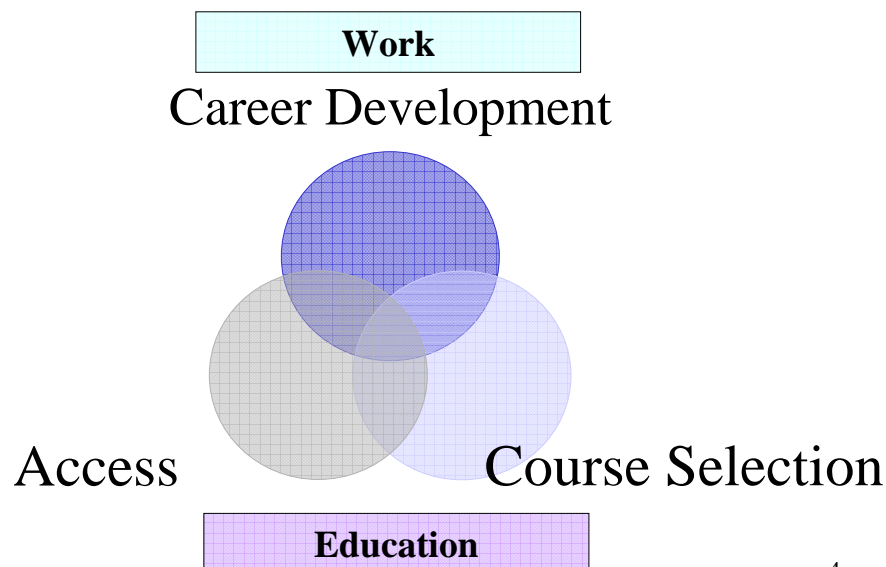 Work
Career Development
Access
Course Selection
Education